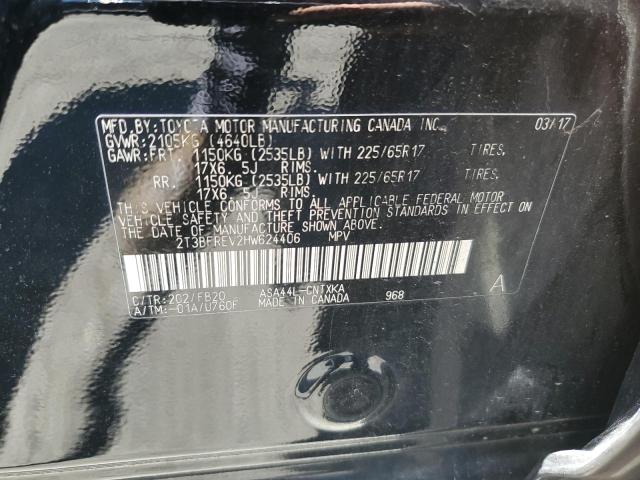 MFD.BY:TOYOTA MOTOR MANUFACTURING CANADA INC. 03/17
GVWR:2105KG (4640LB)
GAWR:FRT. 1150KG (2535LB) WITH 225/65R17 TIRES,
17X6.5J RIMS.
RR. 1150KG (2535LB) WITH 225/65R17 TIRES,
17X6.5J RIMS.
THIS VEHICLE CONFORMS TO ALL APPLICABLE FEDERAL MOTOR
VEHICLE SAFETY AND THEFT PREVENTION STANDARDS IN EFFECT ON
THE DATE OF MANUFACTURE SHOWN ABOVE.
2T3BFREV2HW624406 MPV
C/TR:202/FB20 ASA44L-CNTXKA A
A/TM:-01A/U760F MADE IN CANADA 968